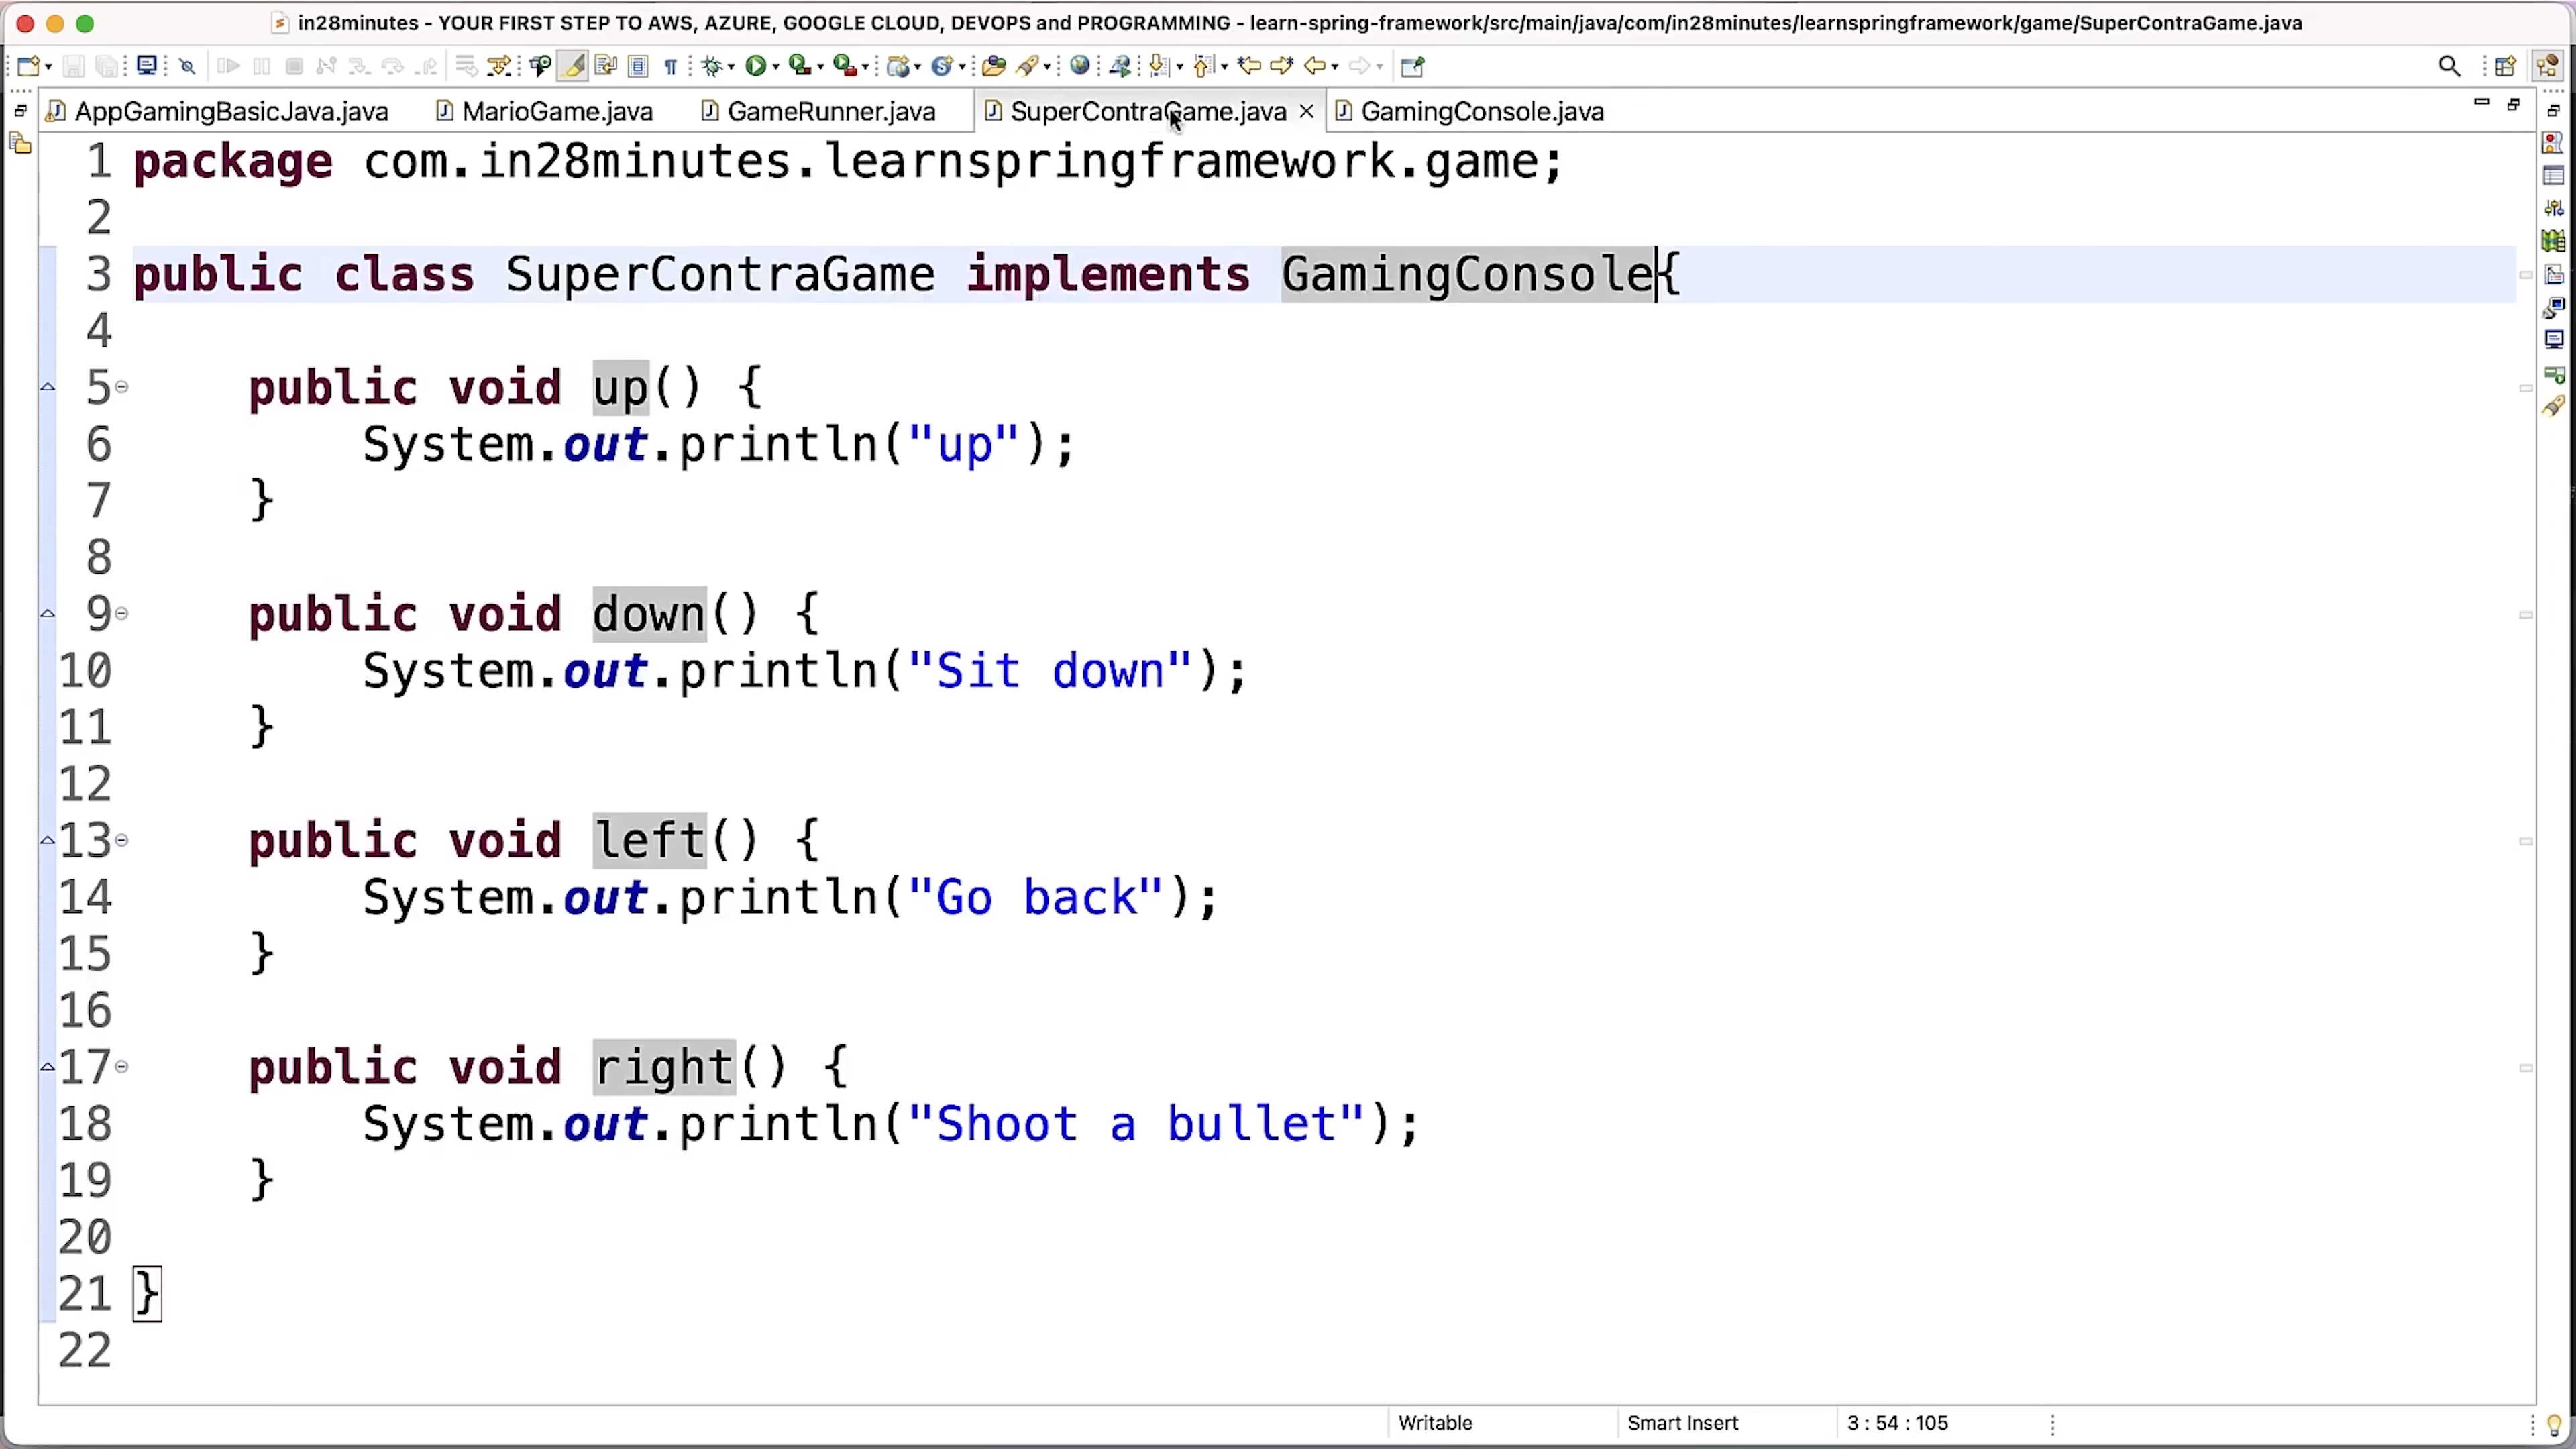 in28minutes - YOUR FIRST STEP TO AWS, AZURE, GOOGLE CLOUD, DEVOPS and PROGRAMMING - learn-spring-framework/src/main/java/com/in28minutes/learnspringframework/game/SuperContraGame.java
AppGamingBasicJava.java MarioGame.java GameRunner.java SuperContraGame.java GamingConsole.java
1 package com.in28minutes.learnspringframework.game;
2
3 public class SuperContraGame implements GamingConsole{
4
5 public void up() {
6 System.out.println("up");
7 }
8
9 public void down() {
10 System.out.println("Sit down");
11 }
12
13 public void left() {
14 System.out.println("Go back");
15 }
16
17 public void right() {
18 System.out.println("Shoot a bullet");
19 }
20
21 }
22
Writable Smart Insert 3 : 54 : 105